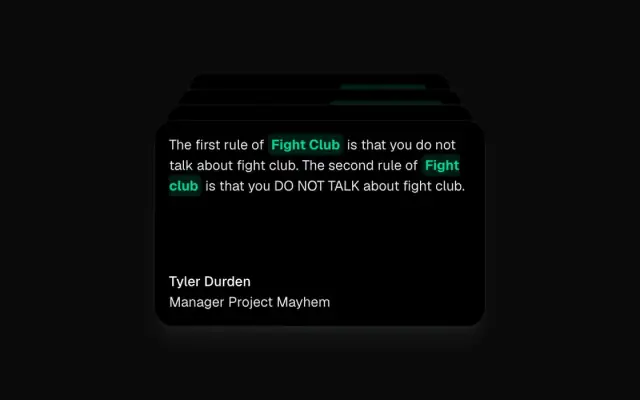 The first rule of Fight Club is that you do not
talk about fight club. The second rule of Fight
club is that you DO NOT TALK about fight club.
Tyler Durden
Manager Project Mayhem